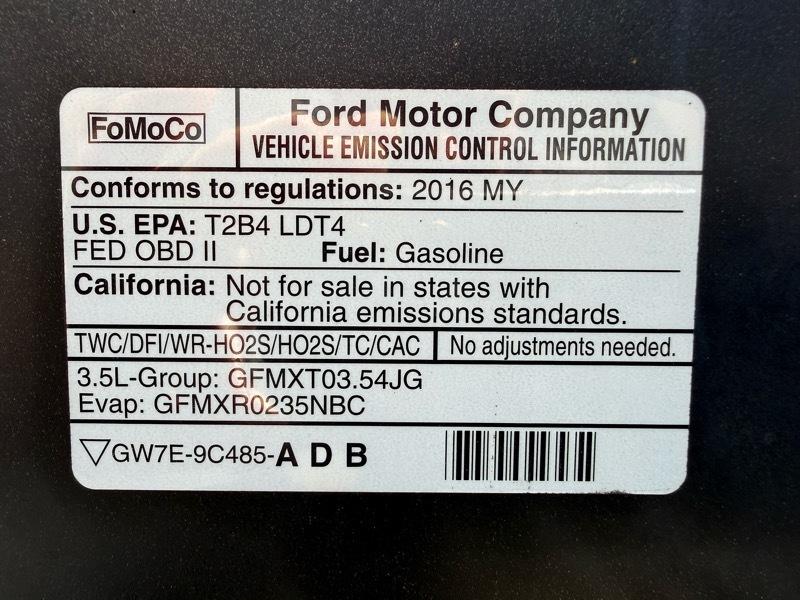 FoMoCo
Ford Motor Company
VEHICLE EMISSION CONTROL INFORMATION
Conforms to regulations: 2016 MY
U.S. EPA: T2B4 LDT4
FED OBD II Fuel: Gasoline
California: Not for sale in states with
California emissions standards.
TWC/DFI/WR-HO2S/HO2S/TC/CAC No adjustments needed.
3.5L-Group: GFMXT03.54JG
Evap: GFMXR0235NBC
GW7E-9C485-A D B